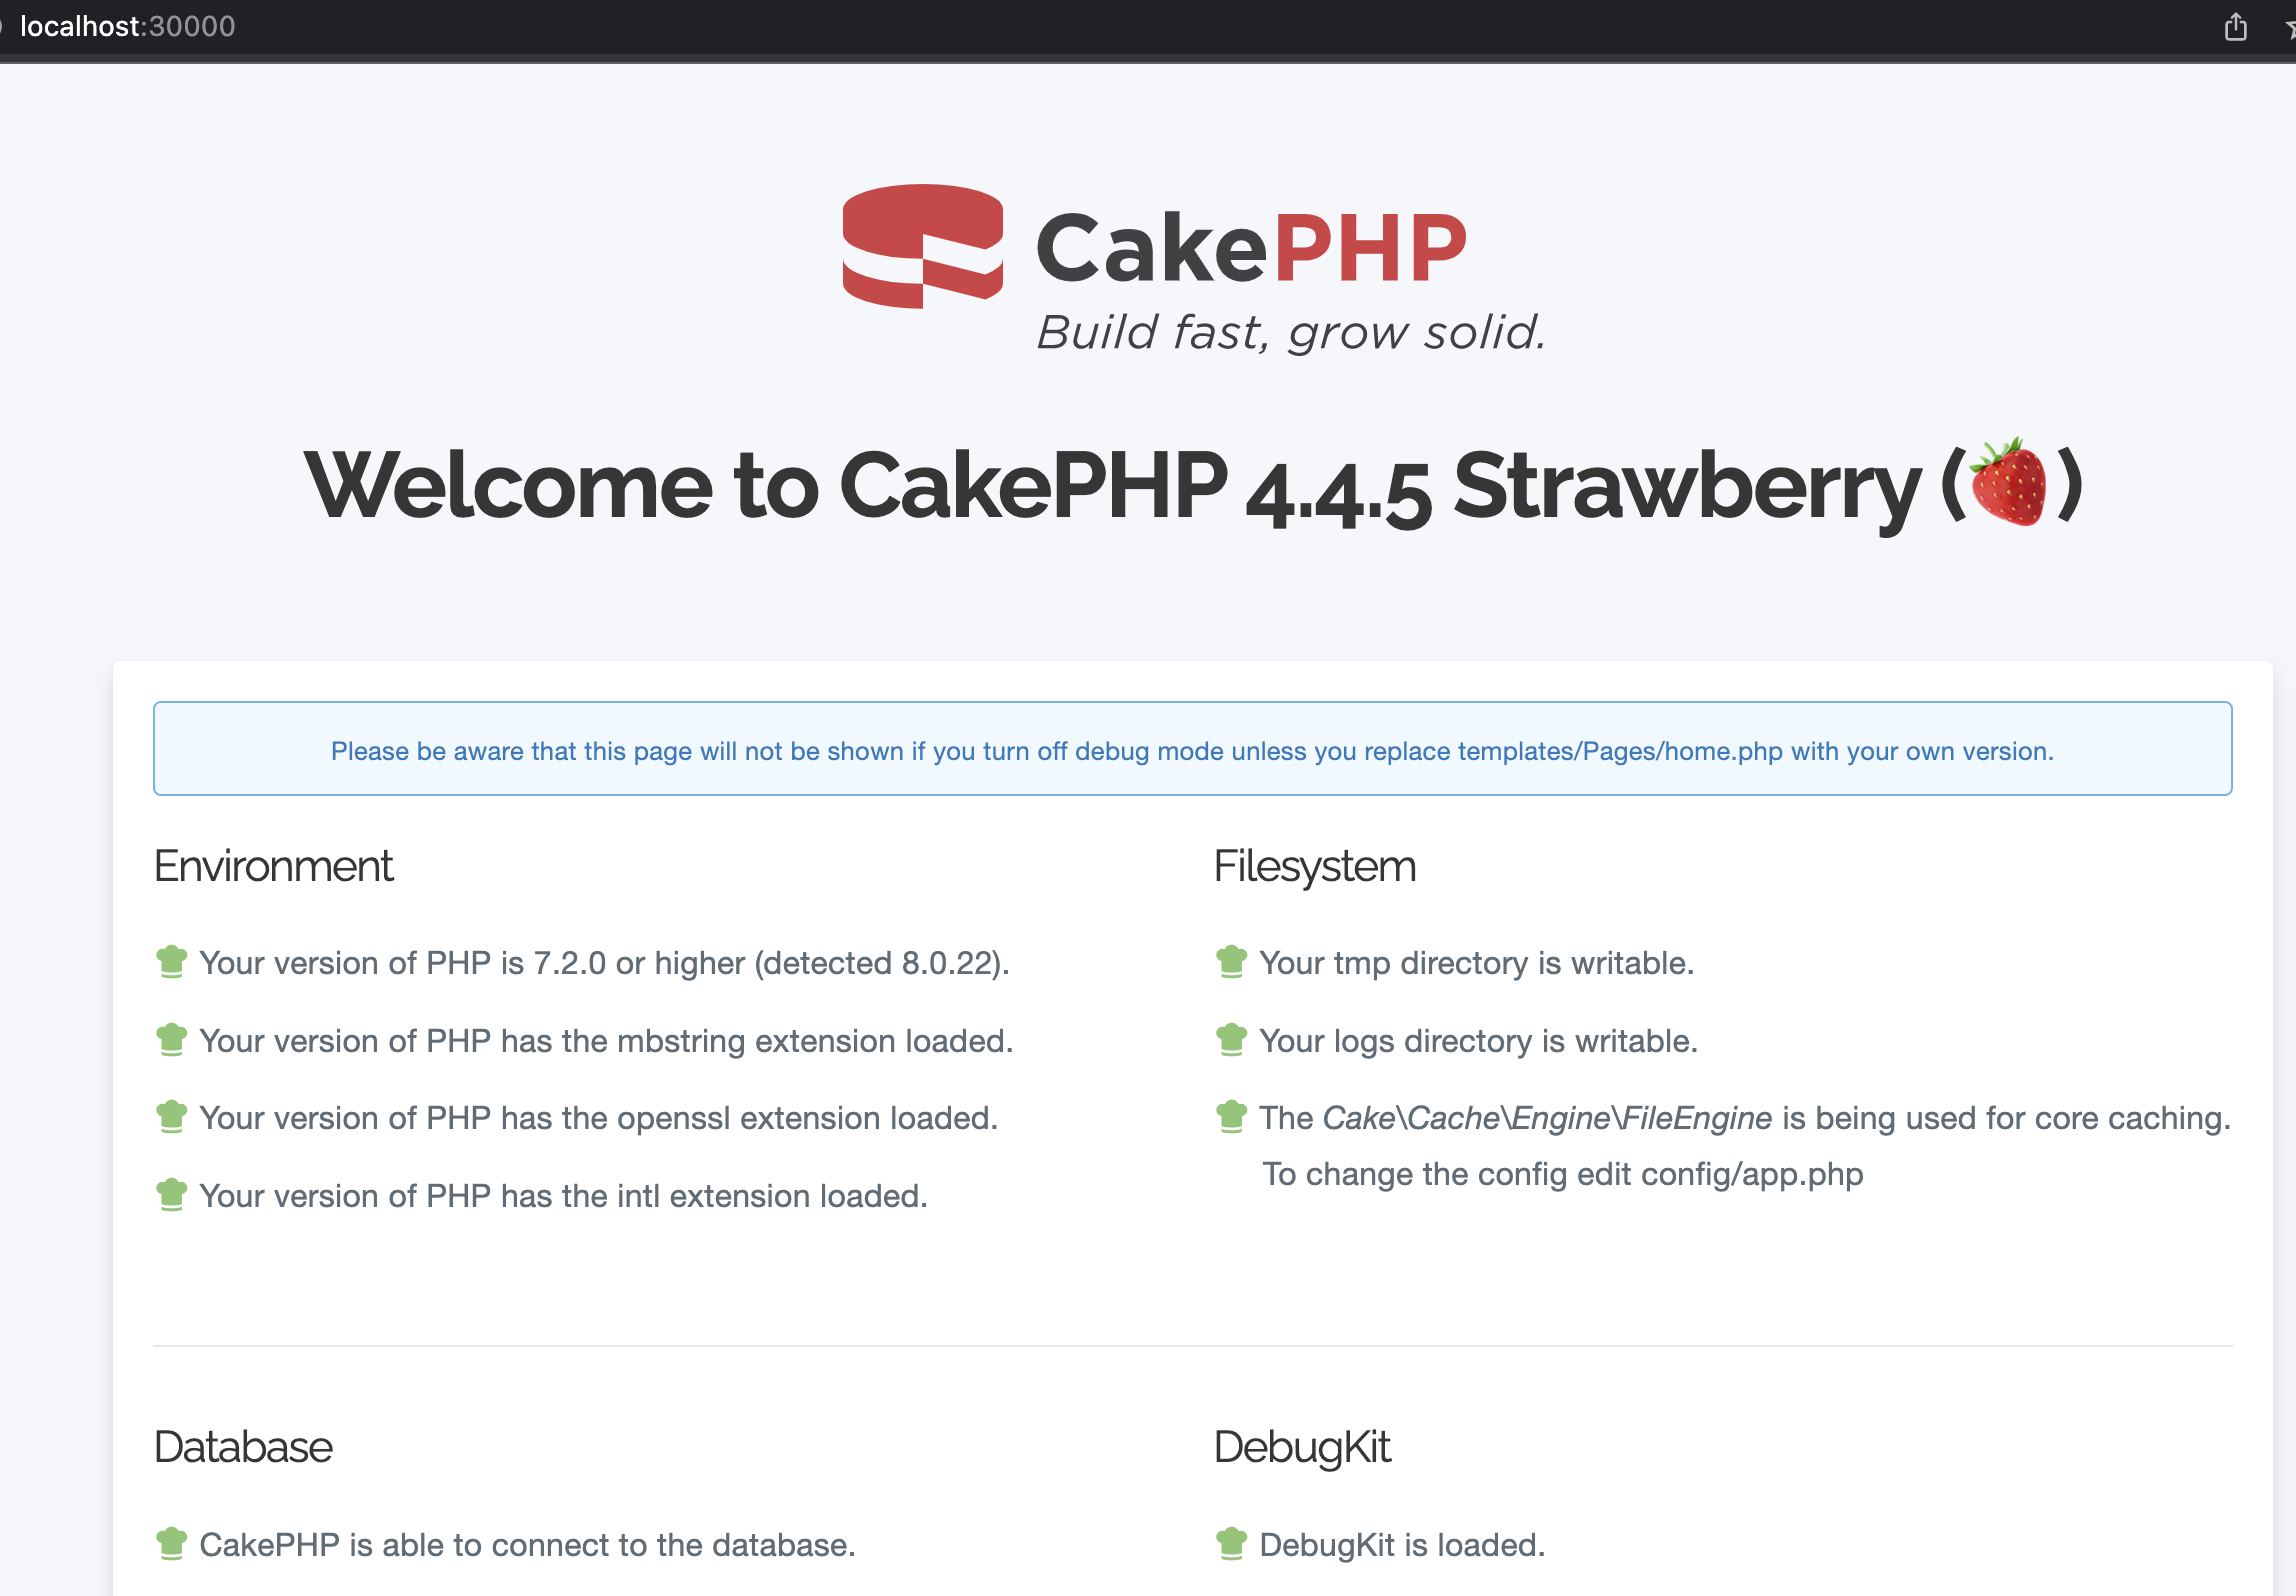 localhost:30000
CakePHP
Build fast, grow solid.
Welcome to CakePHP 4.4.5 Strawberry (🍓)
Please be aware that this page will not be shown if you turn off debug mode unless you replace templates/Pages/home.php with your own version.
Environment
Your version of PHP is 7.2.0 or higher (detected 8.0.22).
Your version of PHP has the mbstring extension loaded.
Your version of PHP has the openssl extension loaded.
Your version of PHP has the intl extension loaded.
Filesystem
Your tmp directory is writable.
Your logs directory is writable.
The Cake\Cache\Engine\FileEngine is being used for core caching.
To change the config edit config/app.php
Database
CakePHP is able to connect to the database.
DebugKit
DebugKit is loaded.